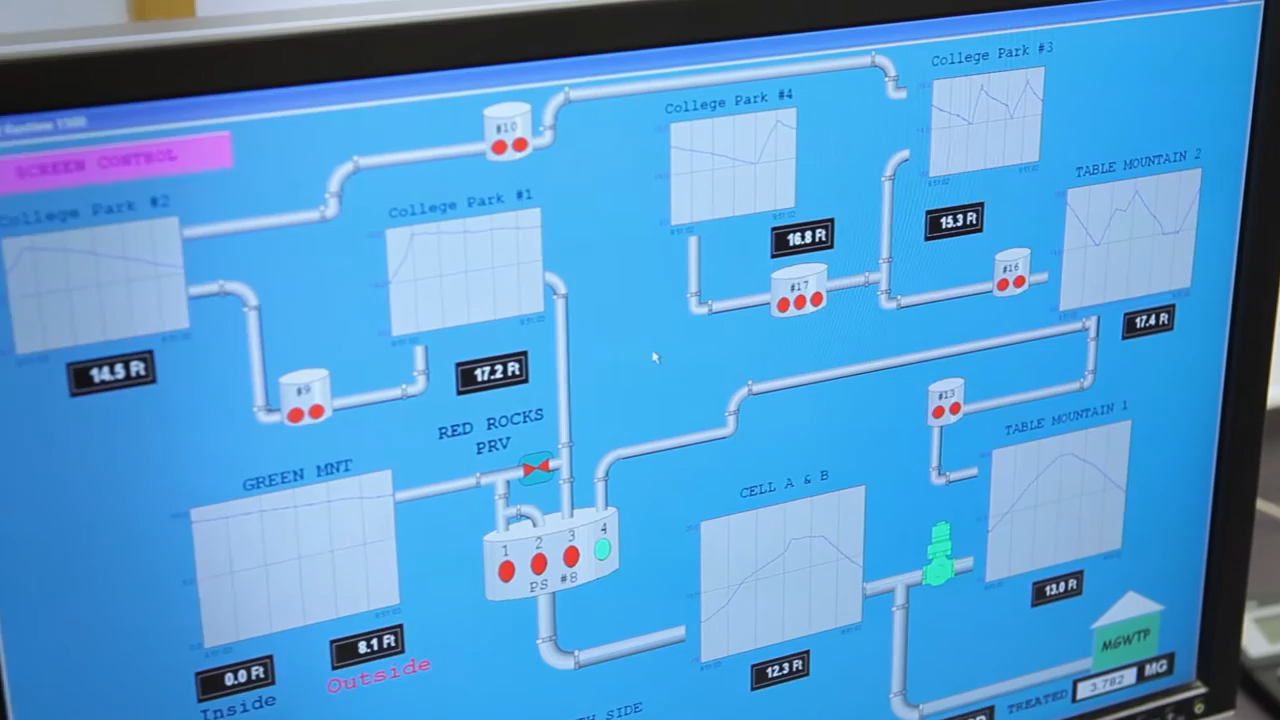 College Park #3
College Park #4
#10
SCREEN CONTROL
TABLE MOUNTAIN 2
College Park #2
College Park #1
15.3 Ft
16.8 Ft
#16
#17
17.4 Ft
14.5 Ft
17.2 Ft
#9
#13
RED ROCKS
PRV
TABLE MOUNTAIN 1
GREEN MNT
CELL A & B
1 2 3 4
PS #8
13.0 Ft
MGWTP
8.1 Ft
0.0 Ft
Outside
Inside
12.3 Ft
TREATED 3.782 MG
SIDE